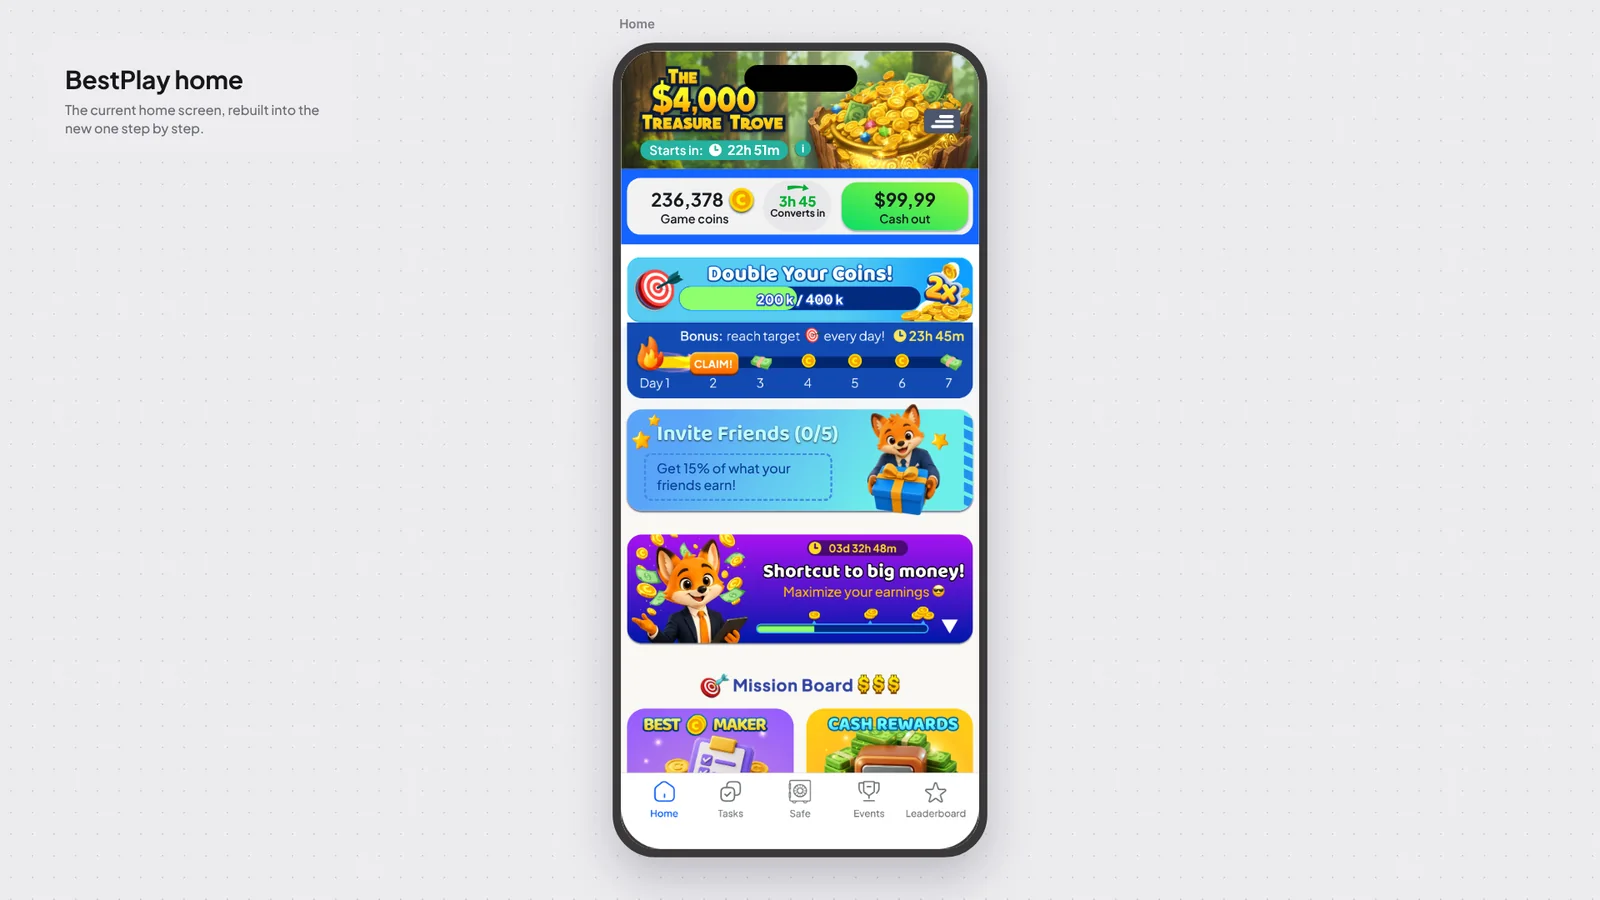 Home
BestPlay home
The current home screen, rebuilt into the
new one step by step.
THE
$4,000
TREASURE TROVE
Starts in: 22h 51m
i
236,378
Game coins
3h 45
Converts in
$99,99
Cash out
Double Your Coins!
200 k / 400 k
2x
Bonus: reach target every day! 23h 45m
CLAIM!
Day 1 2 3 4 5 6 7
Invite Friends (0/5)
Get 15% of what your
friends earn!
03d 32h 48m
Shortcut to big money!
Maximize your earnings
Mission Board $$$
BEST C MAKER
CASH REWARDS
Home Tasks Safe Events Leaderboard